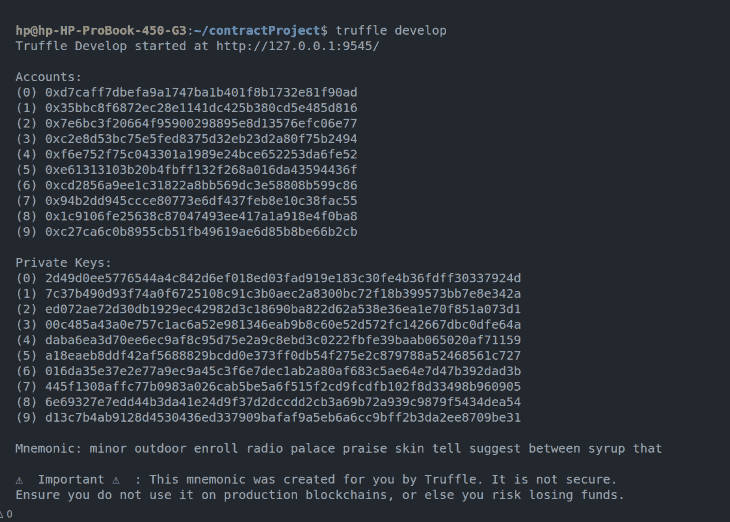 hp@hp-HP-ProBook-450-G3:~/contractProject$ truffle develop
Truffle Develop started at http://127.0.0.1:9545/
Accounts:
(0) 0xd7caff7dbefa9a1747ba1b401f8b1732e81f90ad
(1) 0x35bbc8f6872ec28e1141dc425b380cd5e485d816
(2) 0x7e6bc3f20664f95900298895e8d13576efc06e77
(3) 0xc2e8d53bc75e5fed8375d32eb23d2a80f75b2494
(4) 0xf6e752f75c043301a1989e24bce652253da6fe52
(5) 0xe61313103b20b4fbff132f268a016da43594436f
(6) 0xcd2856a9ee1c31822a8bb569dc3e58808b599c86
(7) 0x94b2dd945ccce80773e6df437feb8e10c38fac55
(8) 0x1c9106fe25638c87047493ee417a1a918e4f0ba8
(9) 0xc27ca6c0b8955cb51fb49619ae6d85b8be66b2cb
Private Keys:
(0) 2d49d0ee5776544a4c842d6ef018ed03fad919e183c30fe4b36fdff30337924d
(1) 7c37b490d93f74a0f6725108c91c3b0aec2a8300bc72f18b399573bb7e8e342a
(2) ed072ae72d30db1929ec42982d3c18690ba822d62a538e36ea1e70f851a073d1
(3) 00c485a43a0e757c1ac6a52e981346eab9b8c60e52d572fc142667dbc0dfe64a
(4) daba6ea3d70ee6ec9af8c95d75e2a9c8ebd3c0222fbfe39baab065020af71159
(5) a18eaeb8ddf42af5688829bcdd0e373ff0db54f275e2c879788a52468561c727
(6) 016da35e37e2e77a9ec9a45c3f6e7dec1ab2a80af683c5ae64e7d47b392dad3b
(7) 445f1308affc77b0983a026cab5be5a6f515f2cd9fcdfb102f8d33498b960905
(8) 6e69327e7edd44b3da41e24d9f37d2dccdd2cb3a69b72a939c9879f5434dea54
(9) d13c7b4ab9128d4530436ed337909bafaf9a5eb6a6cc9bff2b3da2ee8709be31
Mnemonic: minor outdoor enroll radio palace praise skin tell suggest between syrup that
⚠ Important ⚠ : This mnemonic was created for you by Truffle. It is not secure.
Ensure you do not use it on production blockchains, or else you risk losing funds.
⚠ 0